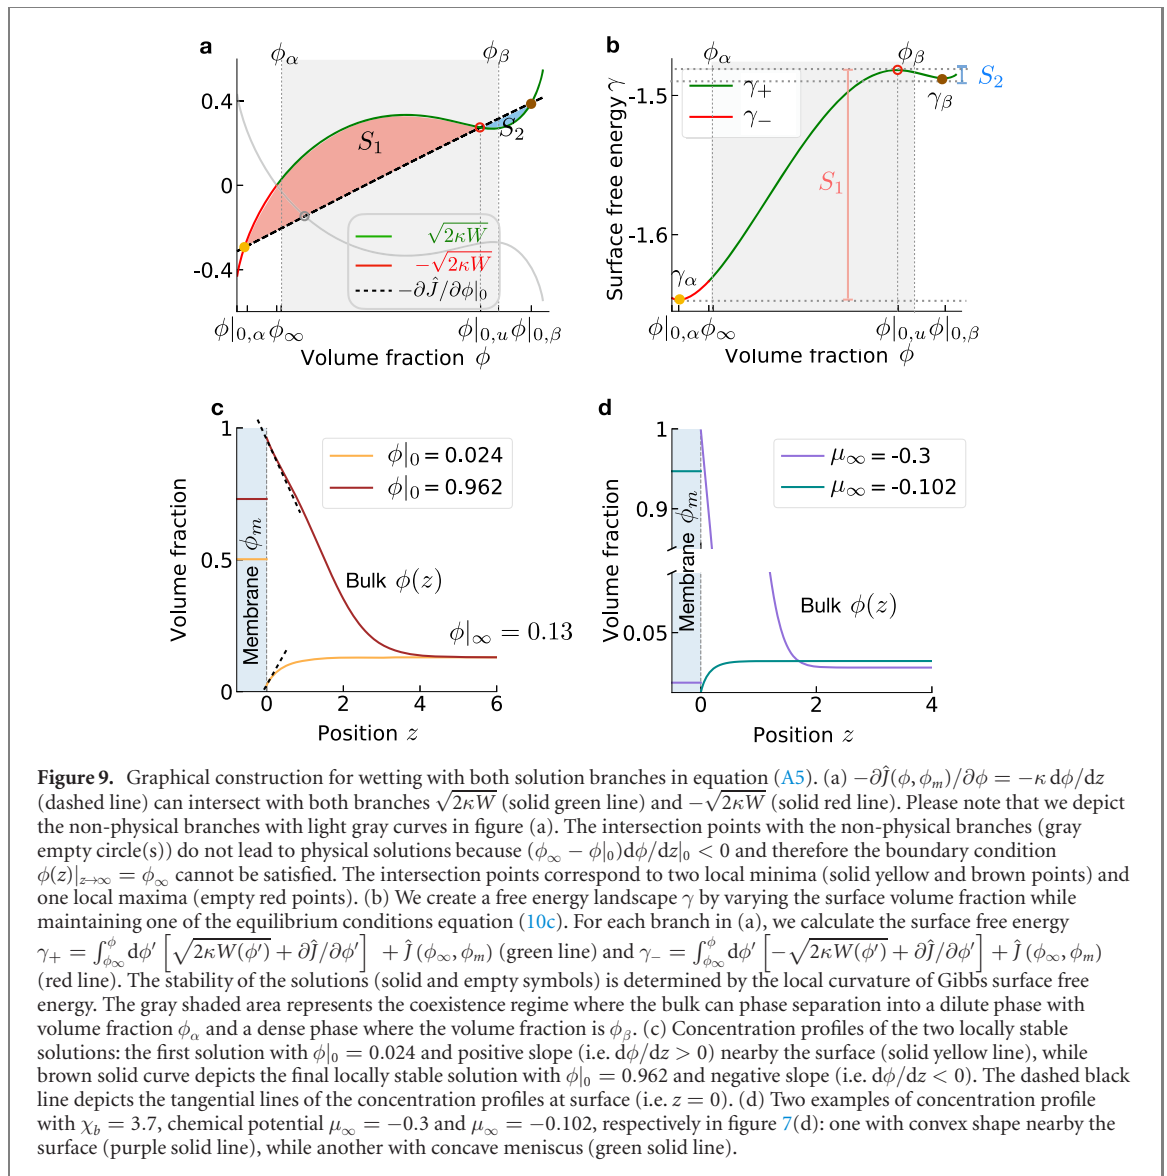 a
ϕα
ϕβ
0.4
0
-0.4
S1
S2
√2κW
−√2κW
−∂Ĵ/∂ϕ|0
ϕ|0,α ϕ∞ ϕ|0,u ϕ|0,β
Volume fraction ϕ
b
ϕα
ϕβ
Surface free energy γ
-1.5
-1.6
γ+
γ−
γα
γβ
S1
S2
ϕ|0,α ϕ∞ ϕ|0,u ϕ|0,β
Volume fraction ϕ
c
Volume fraction
1
0.5
0
Membrane ϕm
ϕ|0 = 0.024
ϕ|0 = 0.962
Bulk ϕ(z)
ϕ|∞ = 0.13
0 2 4 6
Position z
d
Volume fraction
1
0.9
0.05
Membrane ϕm
μ∞ = -0.3
μ∞ = -0.102
Bulk ϕ(z)
0 2 4
Position z
Figure 9. Graphical construction for wetting with both solution branches in equation (A5). (a) −∂Ĵ(ϕ, ϕm)/∂ϕ = −κ dϕ/dz
(dashed line) can intersect with both branches √2κW (solid green line) and −√2κW (solid red line). Please note that we depict
the non-physical branches with light gray curves in figure (a). The intersection points with the non-physical branches (gray
empty circle(s)) do not lead to physical solutions because (ϕ∞ − ϕ|0)dϕ/dz|0 < 0 and therefore the boundary condition
ϕ(z)|z→∞ = ϕ∞ cannot be satisfied. The intersection points correspond to two local minima (solid yellow and brown points) and
one local maxima (empty red points). (b) We create a free energy landscape γ by varying the surface volume fraction while
maintaining one of the equilibrium conditions equation (10c). For each branch in (a), we calculate the surface free energy
γ+ = ∫ϕ∞^ϕ dϕ′ [√2κW(ϕ′) + ∂Ĵ/∂ϕ′] + Ĵ (ϕ∞, ϕm) (green line) and γ− = ∫ϕ∞^ϕ dϕ′ [−√2κW(ϕ′) + ∂Ĵ/∂ϕ′] + Ĵ (ϕ∞, ϕm)
(red line). The stability of the solutions (solid and empty symbols) is determined by the local curvature of Gibbs surface free
energy. The gray shaded area represents the coexistence regime where the bulk can phase separation into a dilute phase with
volume fraction ϕα and a dense phase where the volume fraction is ϕβ. (c) Concentration profiles of the two locally stable
solutions: the first solution with ϕ|0 = 0.024 and positive slope (i.e. dϕ/dz > 0) nearby the surface (solid yellow line), while
brown solid curve depicts the final locally stable solution with ϕ|0 = 0.962 and negative slope (i.e. dϕ/dz < 0). The dashed black
line depicts the tangential lines of the concentration profiles at surface (i.e. z = 0). (d) Two examples of concentration profile
with χb = 3.7, chemical potential μ∞ = −0.3 and μ∞ = −0.102, respectively in figure 7(d): one with convex shape nearby the
surface (purple solid line), while another with concave meniscus (green solid line).